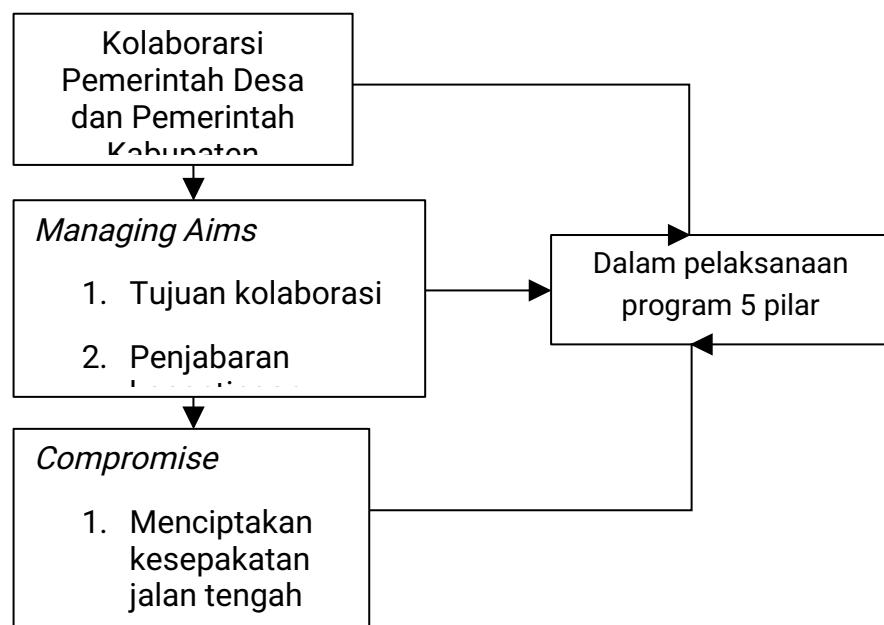 Kolaborarsi
Pemerintah Desa
dan Pemerintah
Kabupaten
Managing Aims
1. Tujuan kolaborasi
2. Penjabaran
Compromise
1. Menciptakan
kesepakatan
jalan tengah
Dalam pelaksanaan
program 5 pilar